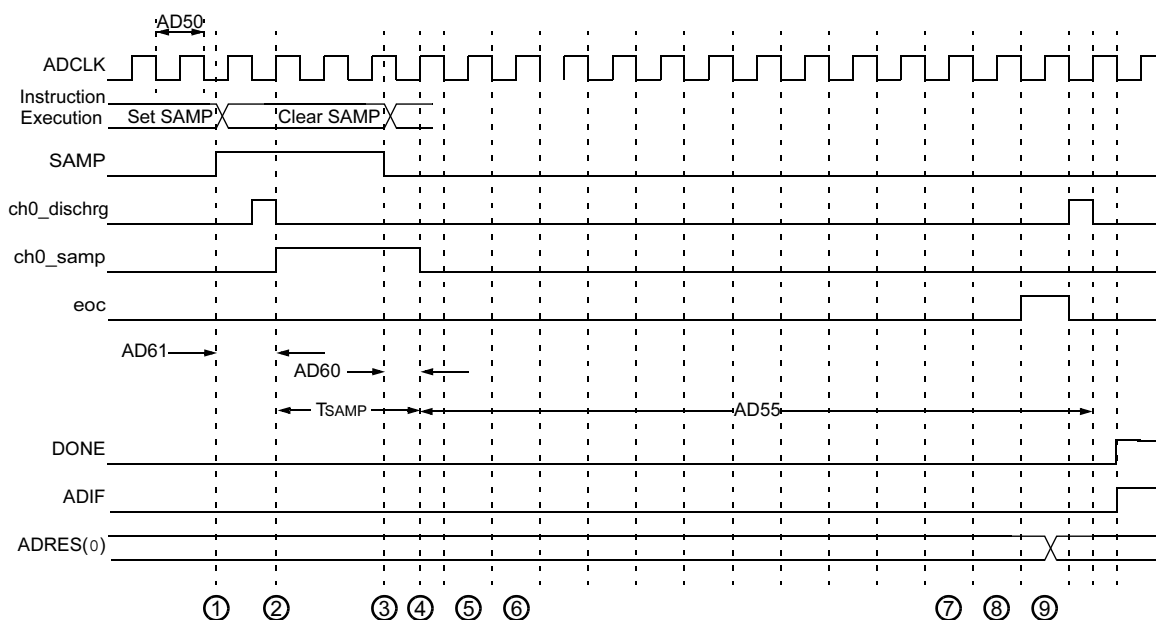 AD50
ADCLK
Instruction
Execution
Set SAMP
Clear SAMP
SAMP
ch0_dischrg
ch0_samp
eoc
AD61
AD60
TSAMP
AD55
DONE
ADIF
ADRES(0)
1 2 3 4 5 6 7 8 9